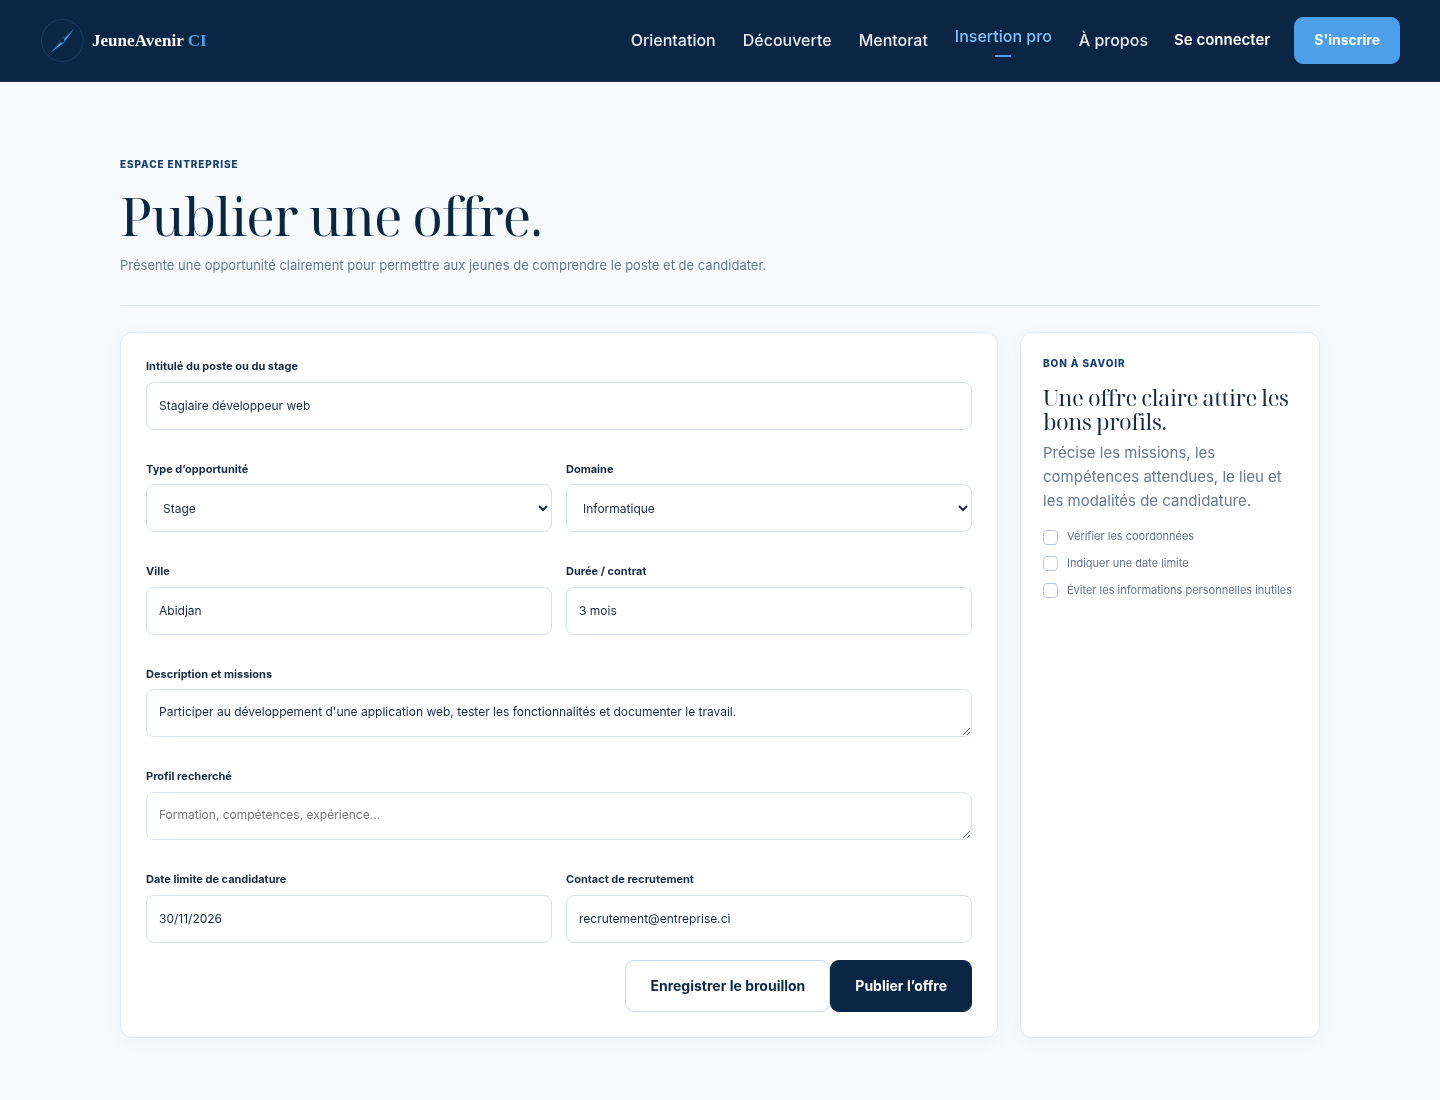 JeuneAvenir CI
Orientation
Découverte
Mentorat
Insertion pro
À propos
Se connecter
S'inscrire
ESPACE ENTREPRISE
Publier une offre.
Présente une opportunité clairement pour permettre aux jeunes de comprendre le poste et de candidater.
Intitulé du poste ou du stage
Stagiaire développeur web
Type d’opportunité
Domaine
Stage
Informatique
Ville
Durée / contrat
Abidjan
3 mois
Description et missions
Participer au développement d'une application web, tester les fonctionnalités et documenter le travail.
Profil recherché
Formation, compétences, expérience...
Date limite de candidature
Contact de recrutement
30/11/2026
recrutement@entreprise.ci
Enregistrer le brouillon
Publier l’offre
BON À SAVOIR
Une offre claire attire les
bons profils.
Précise les missions, les
compétences attendues, le lieu et
les modalités de candidature.
Vérifier les coordonnées
Indiquer une date limite
Éviter les informations personnelles inutiles